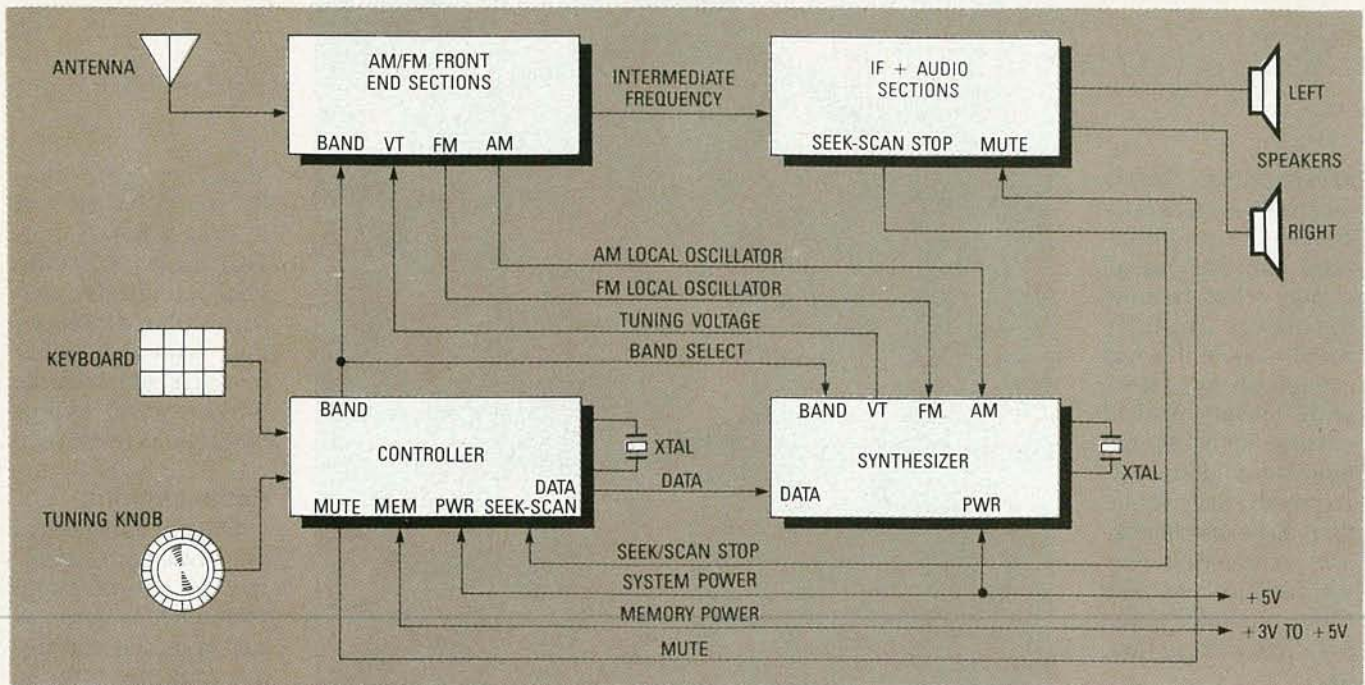 ANTENNA
AM/FM FRONT
END SECTIONS
BAND VT FM AM
INTERMEDIATE
FREQUENCY
IF + AUDIO
SECTIONS
SEEK-SCAN STOP MUTE
LEFT
SPEAKERS
RIGHT
AM LOCAL OSCILLATOR
FM LOCAL OSCILLATOR
TUNING VOLTAGE
BAND SELECT
KEYBOARD
TUNING KNOB
BAND
CONTROLLER
DATA
MUTE MEM PWR SEEK-SCAN
XTAL
DATA
BAND VT FM AM
SYNTHESIZER
DATA
PWR
XTAL
SEEK/SCAN STOP
SYSTEM POWER
MEMORY POWER
MUTE
+5V
+3V TO +5V